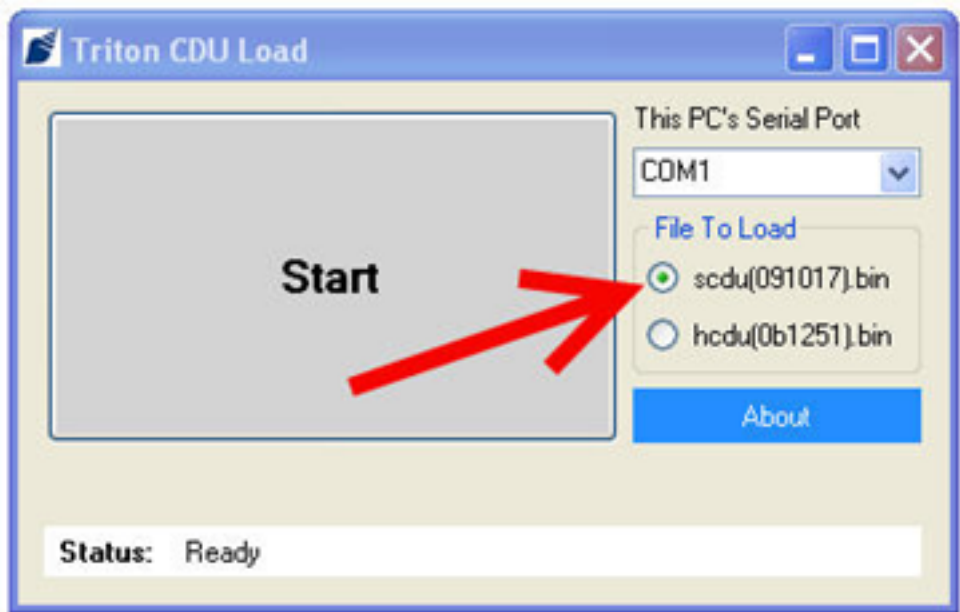 Triton CDU Load
This PC's Serial Port
COM1
Start
File To Load
scdu(091017).bin
hcdu(0b1251).bin
About
Status: Ready